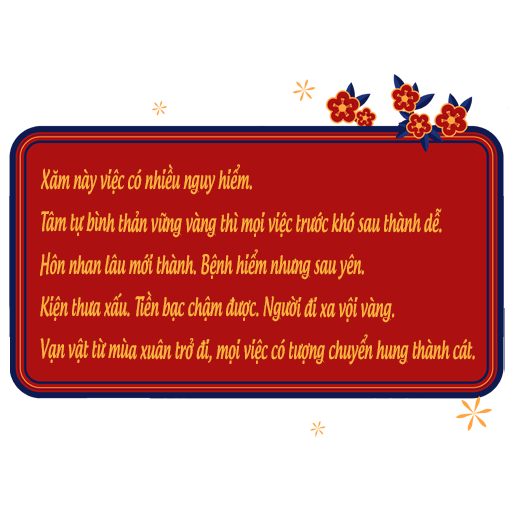 Xăm này việc có nhiều nguy hiểm.
Tâm tự bình thản vững vàng thì mọi việc trước khó sau thành dễ.
Hôn nhan lâu mới thành. Bệnh hiểm nhưng sau yên.
Kiện thưa xấu. Tiền bạc chậm được. Người đi xa vội vàng.
Vạn vật từ mùa xuân trở đi, mọi việc có tượng chuyển hung thành cát.